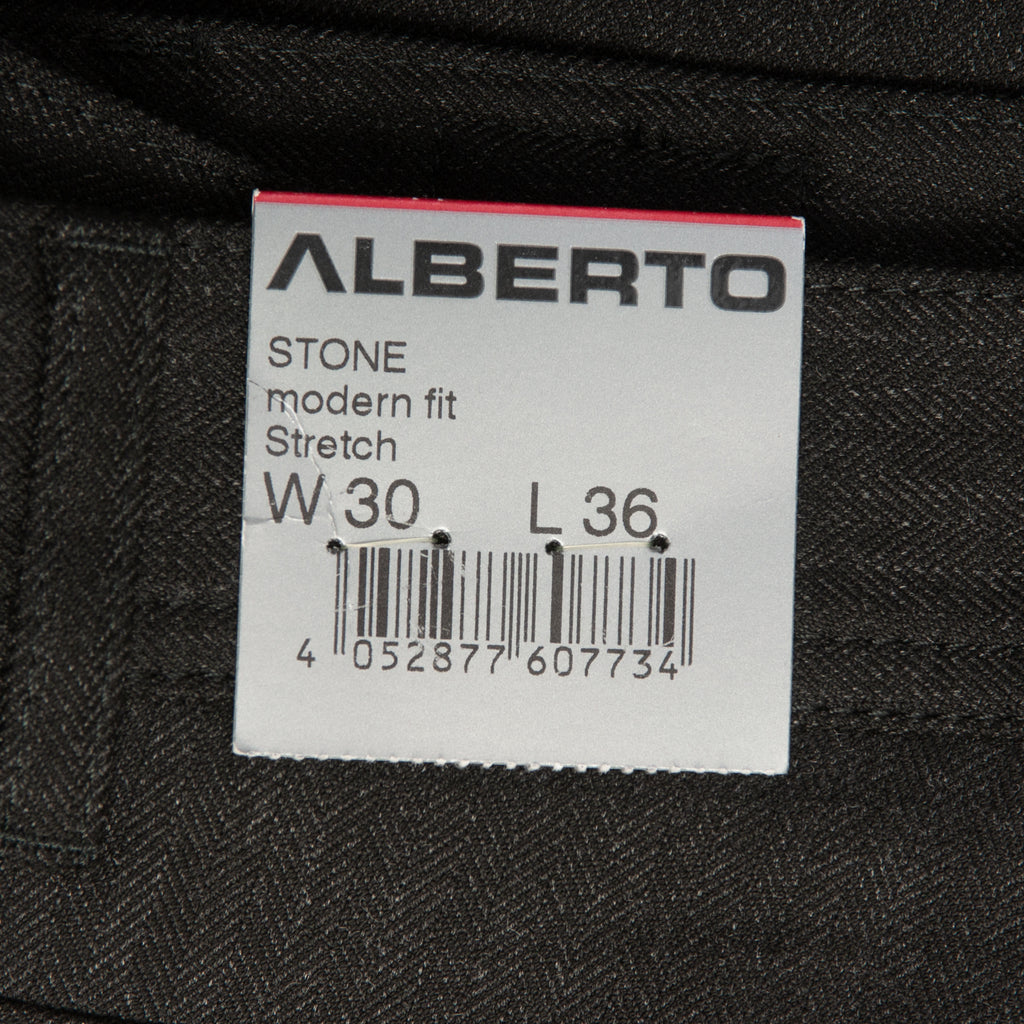 ALBERTO
STONE
modern fit
Stretch
W 30 L 36
4 052877 607734